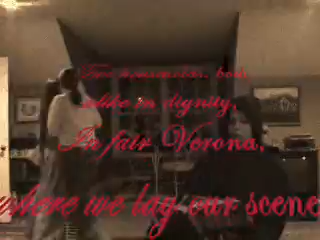 Two households, both
alike in dignity,
In fair Verona,
where we lay our scene